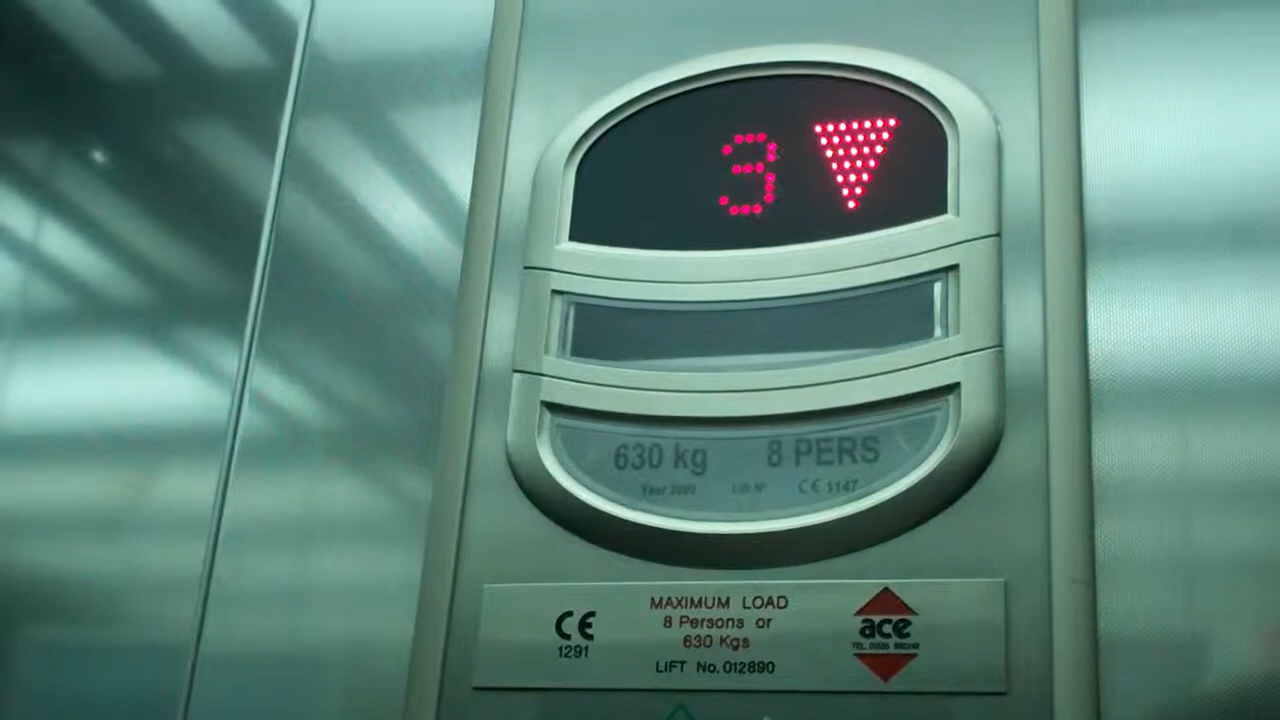 3
630 kg 8 PERS
Year 2009 Lift Nº CE 1147
CE
1291
MAXIMUM LOAD
8 Persons or
630 Kgs
LIFT No. 012890
ace
TEL.